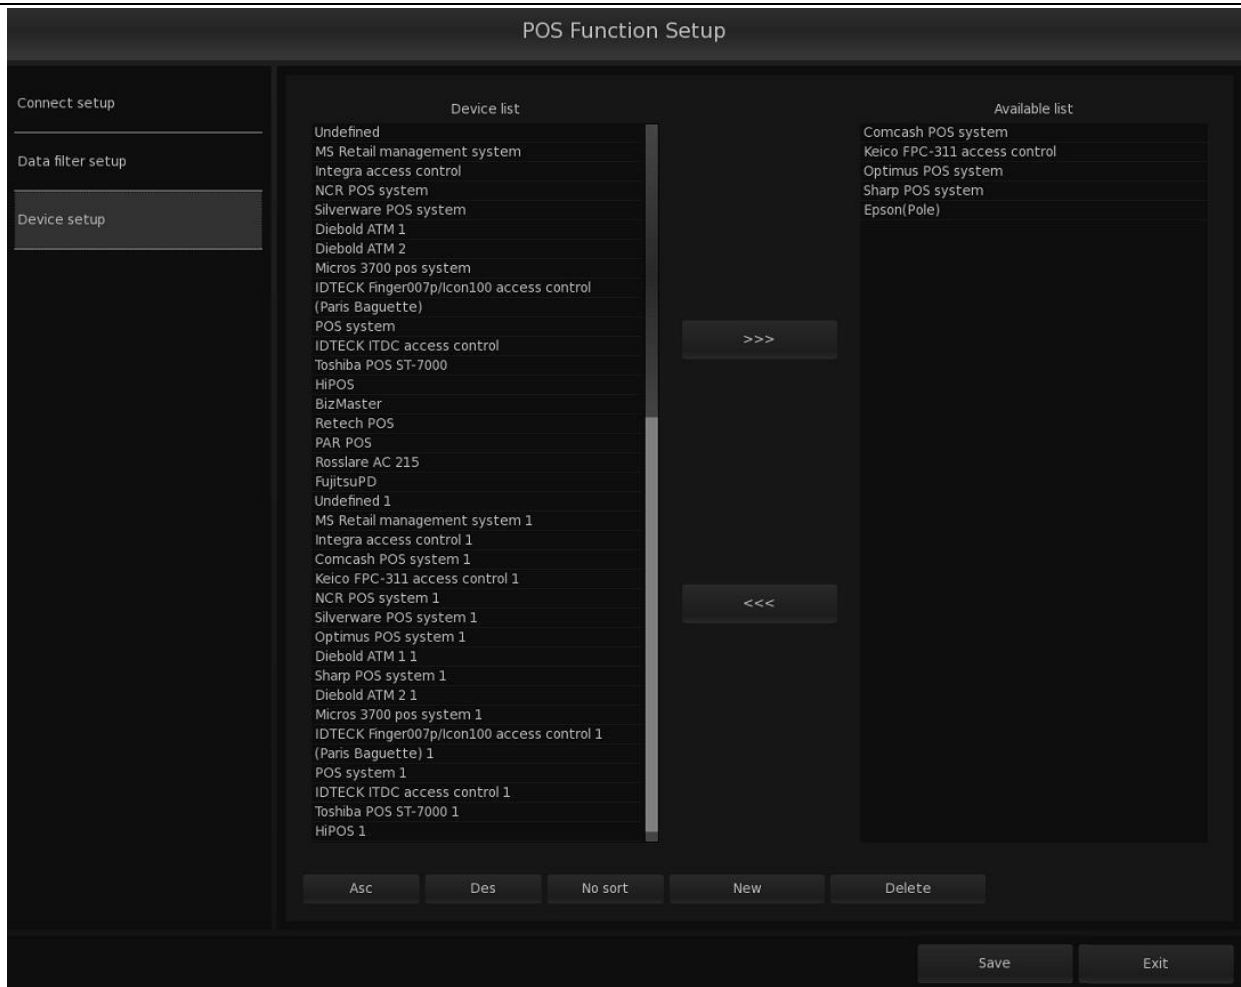 POS Function Setup
Connect setup
Data filter setup
Device setup
Device list
Undefined
MS Retail management system
Integra access control
NCR POS system
Silverware POS system
Diebold ATM 1
Diebold ATM 2
Micros 3700 pos system
IDTECK Finger007p/Icon100 access control
(Paris Baguette)
POS system
IDTECK ITDC access control
Toshiba POS ST-7000
HiPOS
BizMaster
Retech POS
PAR POS
Rosslare AC 215
FujitsuPD
Undefined 1
MS Retail management system 1
Integra access control 1
Comcash POS system 1
Keico FPC-311 access control 1
NCR POS system 1
Silverware POS system 1
Optimus POS system 1
Diebold ATM 1 1
Sharp POS system 1
Diebold ATM 2 1
Micros 3700 pos system 1
IDTECK Finger007p/Icon100 access control 1
(Paris Baguette) 1
POS system 1
IDTECK ITDC access control 1
Toshiba POS ST-7000 1
HiPOS 1
>>>
<<<
Available list
Comcash POS system
Keico FPC-311 access control
Optimus POS system
Sharp POS system
Epson(Pole)
Asc
Des
No sort
New
Delete
Save
Exit